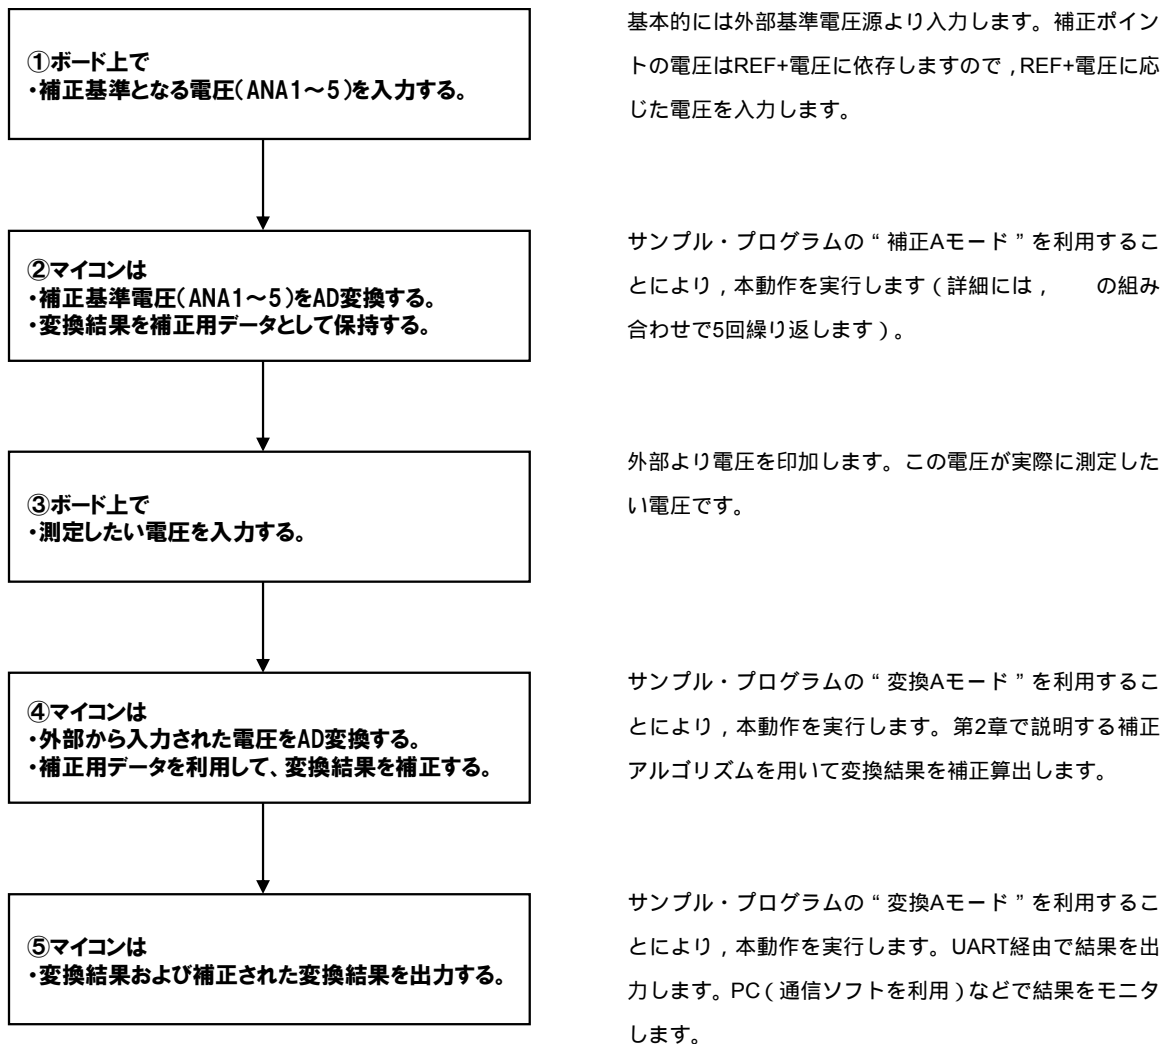 ①ボード上で
・補正基準となる電圧(ANA1～5)を入力する。
基本的には外部基準電圧源より入力します。補正ポイン
トの電圧はREF+電圧に依存しますので，REF+電圧に応
じた電圧を入力します。
②マイコンは
・補正基準電圧(ANA1～5)をAD変換する。
・変換結果を補正用データとして保持する。
サンプル・プログラムの“補正Aモード”を利用するこ
とにより，本動作を実行します（詳細には，　　の組み
合わせで5回繰り返します）。
③ボード上で
・測定したい電圧を入力する。
外部より電圧を印加します。この電圧が実際に測定した
い電圧です。
④マイコンは
・外部から入力された電圧をAD変換する。
・補正用データを利用して、変換結果を補正する。
サンプル・プログラムの“変換Aモード”を利用するこ
とにより，本動作を実行します。第2章で説明する補正
アルゴリズムを用いて変換結果を補正算出します。
⑤マイコンは
・変換結果および補正された変換結果を出力する。
サンプル・プログラムの“変換Aモード”を利用するこ
とにより，本動作を実行します。UART経由で結果を出
力します。PC（通信ソフトを利用）などで結果をモニタ
します。